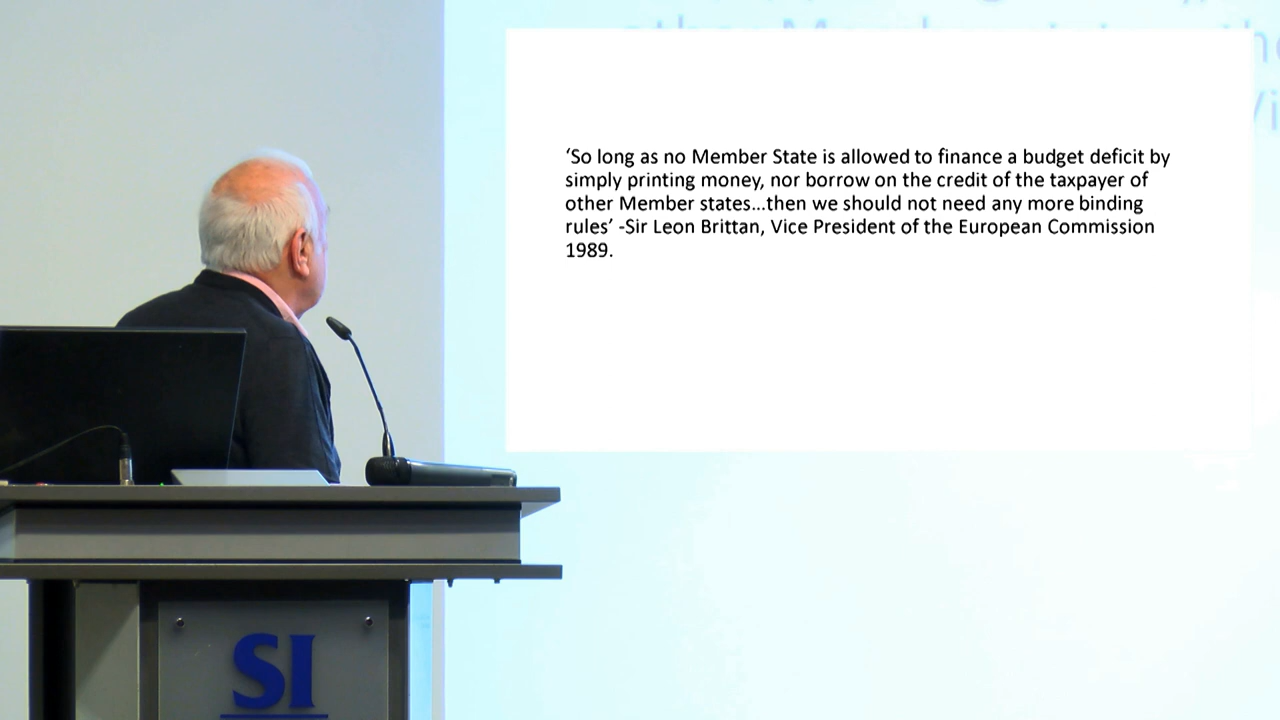 ‘So long as no Member State is allowed to finance a budget deficit by
simply printing money, nor borrow on the credit of the taxpayer of
other Member states...then we should not need any more binding
rules’ -Sir Leon Brittan, Vice President of the European Commission
1989.
SI